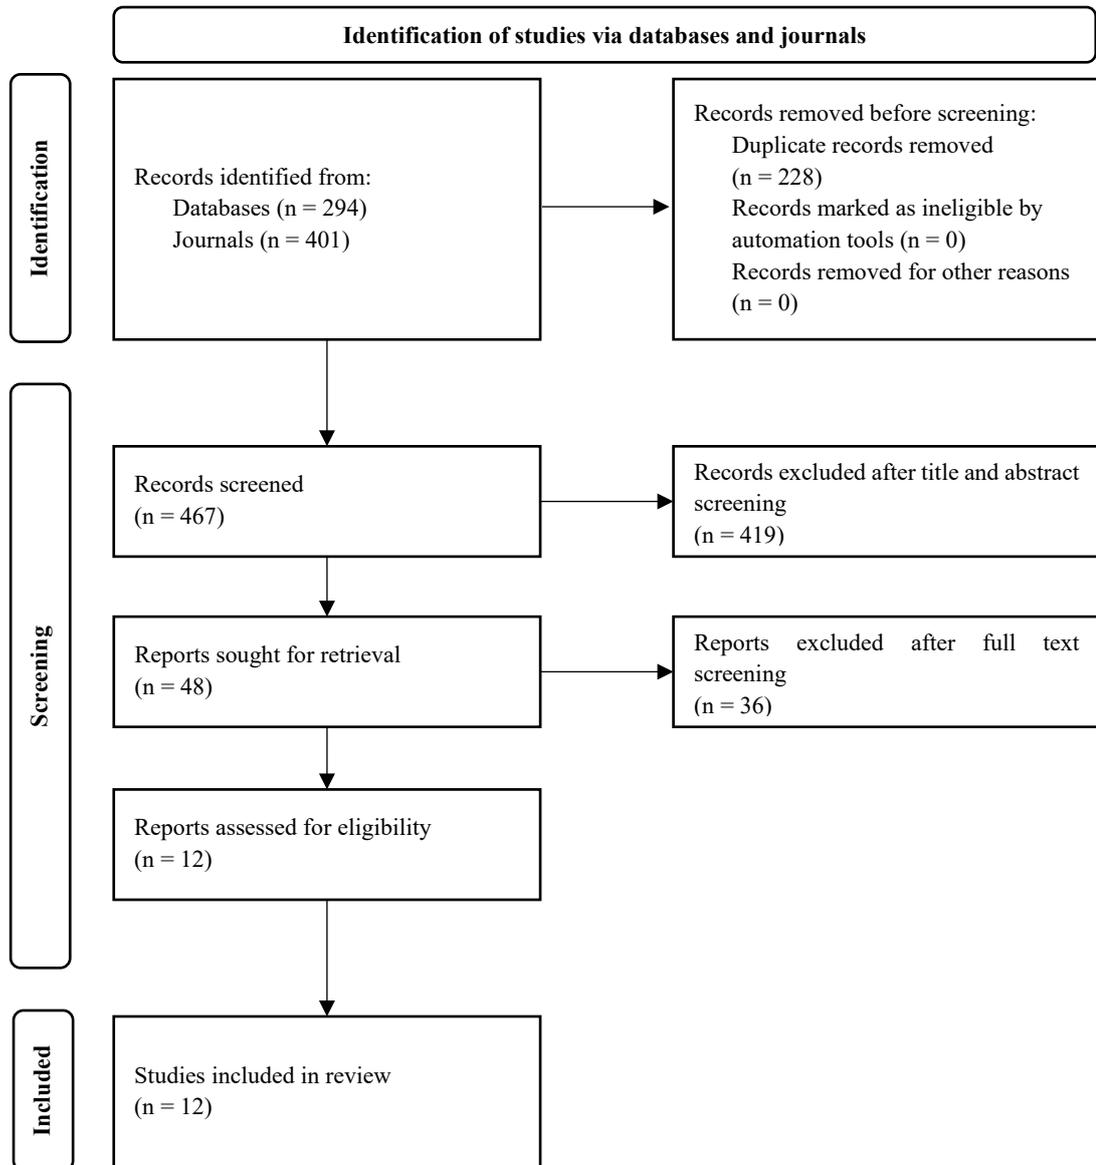 Identification of studies via databases and journals
Identification
Records identified from:
Databases (n = 294)
Journals (n = 401)
Records removed before screening:
Duplicate records removed
(n = 228)
Records marked as ineligible by
automation tools (n = 0)
Records removed for other reasons
(n = 0)
Screening
Records screened
(n = 467)
Records excluded after title and abstract
screening
(n = 419)
Reports sought for retrieval
(n = 48)
Reports excluded after full text
screening
(n = 36)
Reports assessed for eligibility
(n = 12)
Included
Studies included in review
(n = 12)